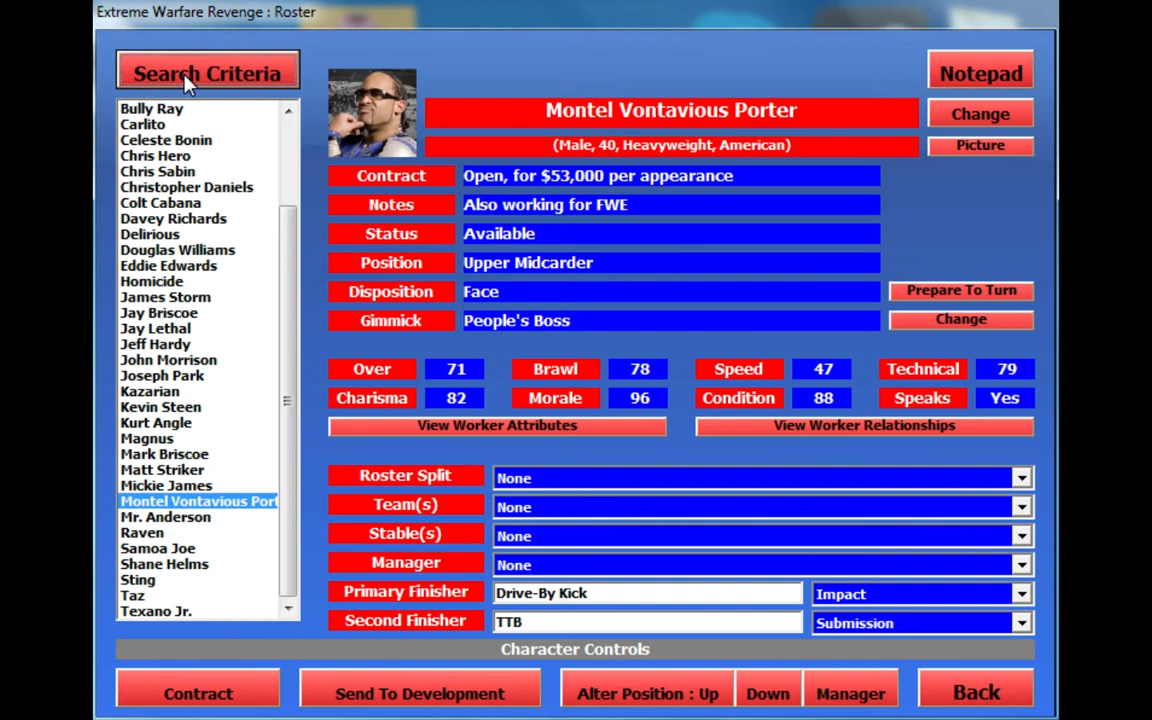 Extreme Warfare Revenge : Roster
Search Criteria
Notepad
Montel Vontavious Porter
Change
(Male, 40, Heavyweight, American)
Picture
Bully Ray
Carlito
Celeste Bonin
Chris Hero
Chris Sabin
Christopher Daniels
Colt Cabana
Davey Richards
Delirious
Douglas Williams
Eddie Edwards
Homicide
James Storm
Jay Briscoe
Jay Lethal
Jeff Hardy
John Morrison
Joseph Park
Kazarian
Kevin Steen
Kurt Angle
Magnus
Mark Briscoe
Matt Striker
Mickie James
Montel Vontavious Port
Mr. Anderson
Raven
Samoa Joe
Shane Helms
Sting
Taz
Texano Jr.
Contract Open, for $53,000 per appearance
Notes Also working for FWE
Status Available
Position Upper Midcarder
Disposition Face Prepare To Turn
Gimmick People's Boss Change
Over 71 Brawl 78 Speed 47 Technical 79
Charisma 82 Morale 96 Condition 88 Speaks Yes
View Worker Attributes View Worker Relationships
Roster Split None
Team(s) None
Stable(s) None
Manager None
Primary Finisher Drive-By Kick Impact
Second Finisher TTB Submission
Character Controls
Contract Send To Development Alter Position : Up Down Manager Back